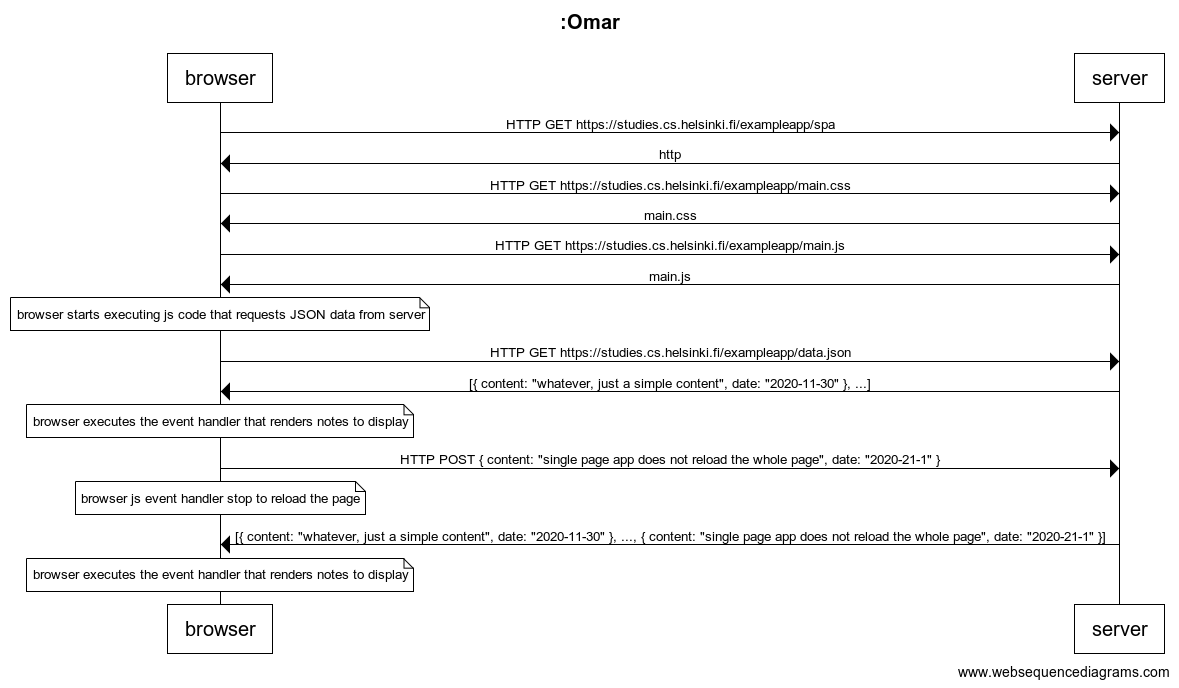 :Omar
browser server
HTTP GET https://studies.cs.helsinki.fi/exampleapp/spa
http
HTTP GET https://studies.cs.helsinki.fi/exampleapp/main.css
main.css
HTTP GET https://studies.cs.helsinki.fi/exampleapp/main.js
main.js
browser starts executing js code that requests JSON data from server
HTTP GET https://studies.cs.helsinki.fi/exampleapp/data.json
[{ content: "whatever, just a simple content", date: "2020-11-30" }, ...]
browser executes the event handler that renders notes to display
HTTP POST { content: "single page app does not reload the whole page", date: "2020-21-1" }
browser js event handler stop to reload the page
[{ content: "whatever, just a simple content", date: "2020-11-30" }, ..., { content: "single page app does not reload the whole page", date: "2020-21-1" }]
browser executes the event handler that renders notes to display
browser server
www.websequencediagrams.com